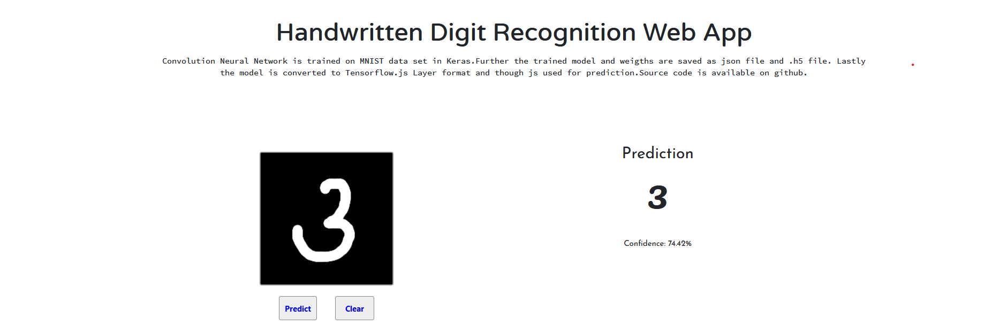 Handwritten Digit Recognition Web App
Convolution Neural Network is trained on MNIST data set in Keras.Further the trained model and weigths are saved as json file and .h5 file. Lastly
the model is converted to Tensorflow.js Layer format and though js used for prediction.Source code is available on github.
Prediction
3
3
Confidence: 74.42%
Predict
Clear